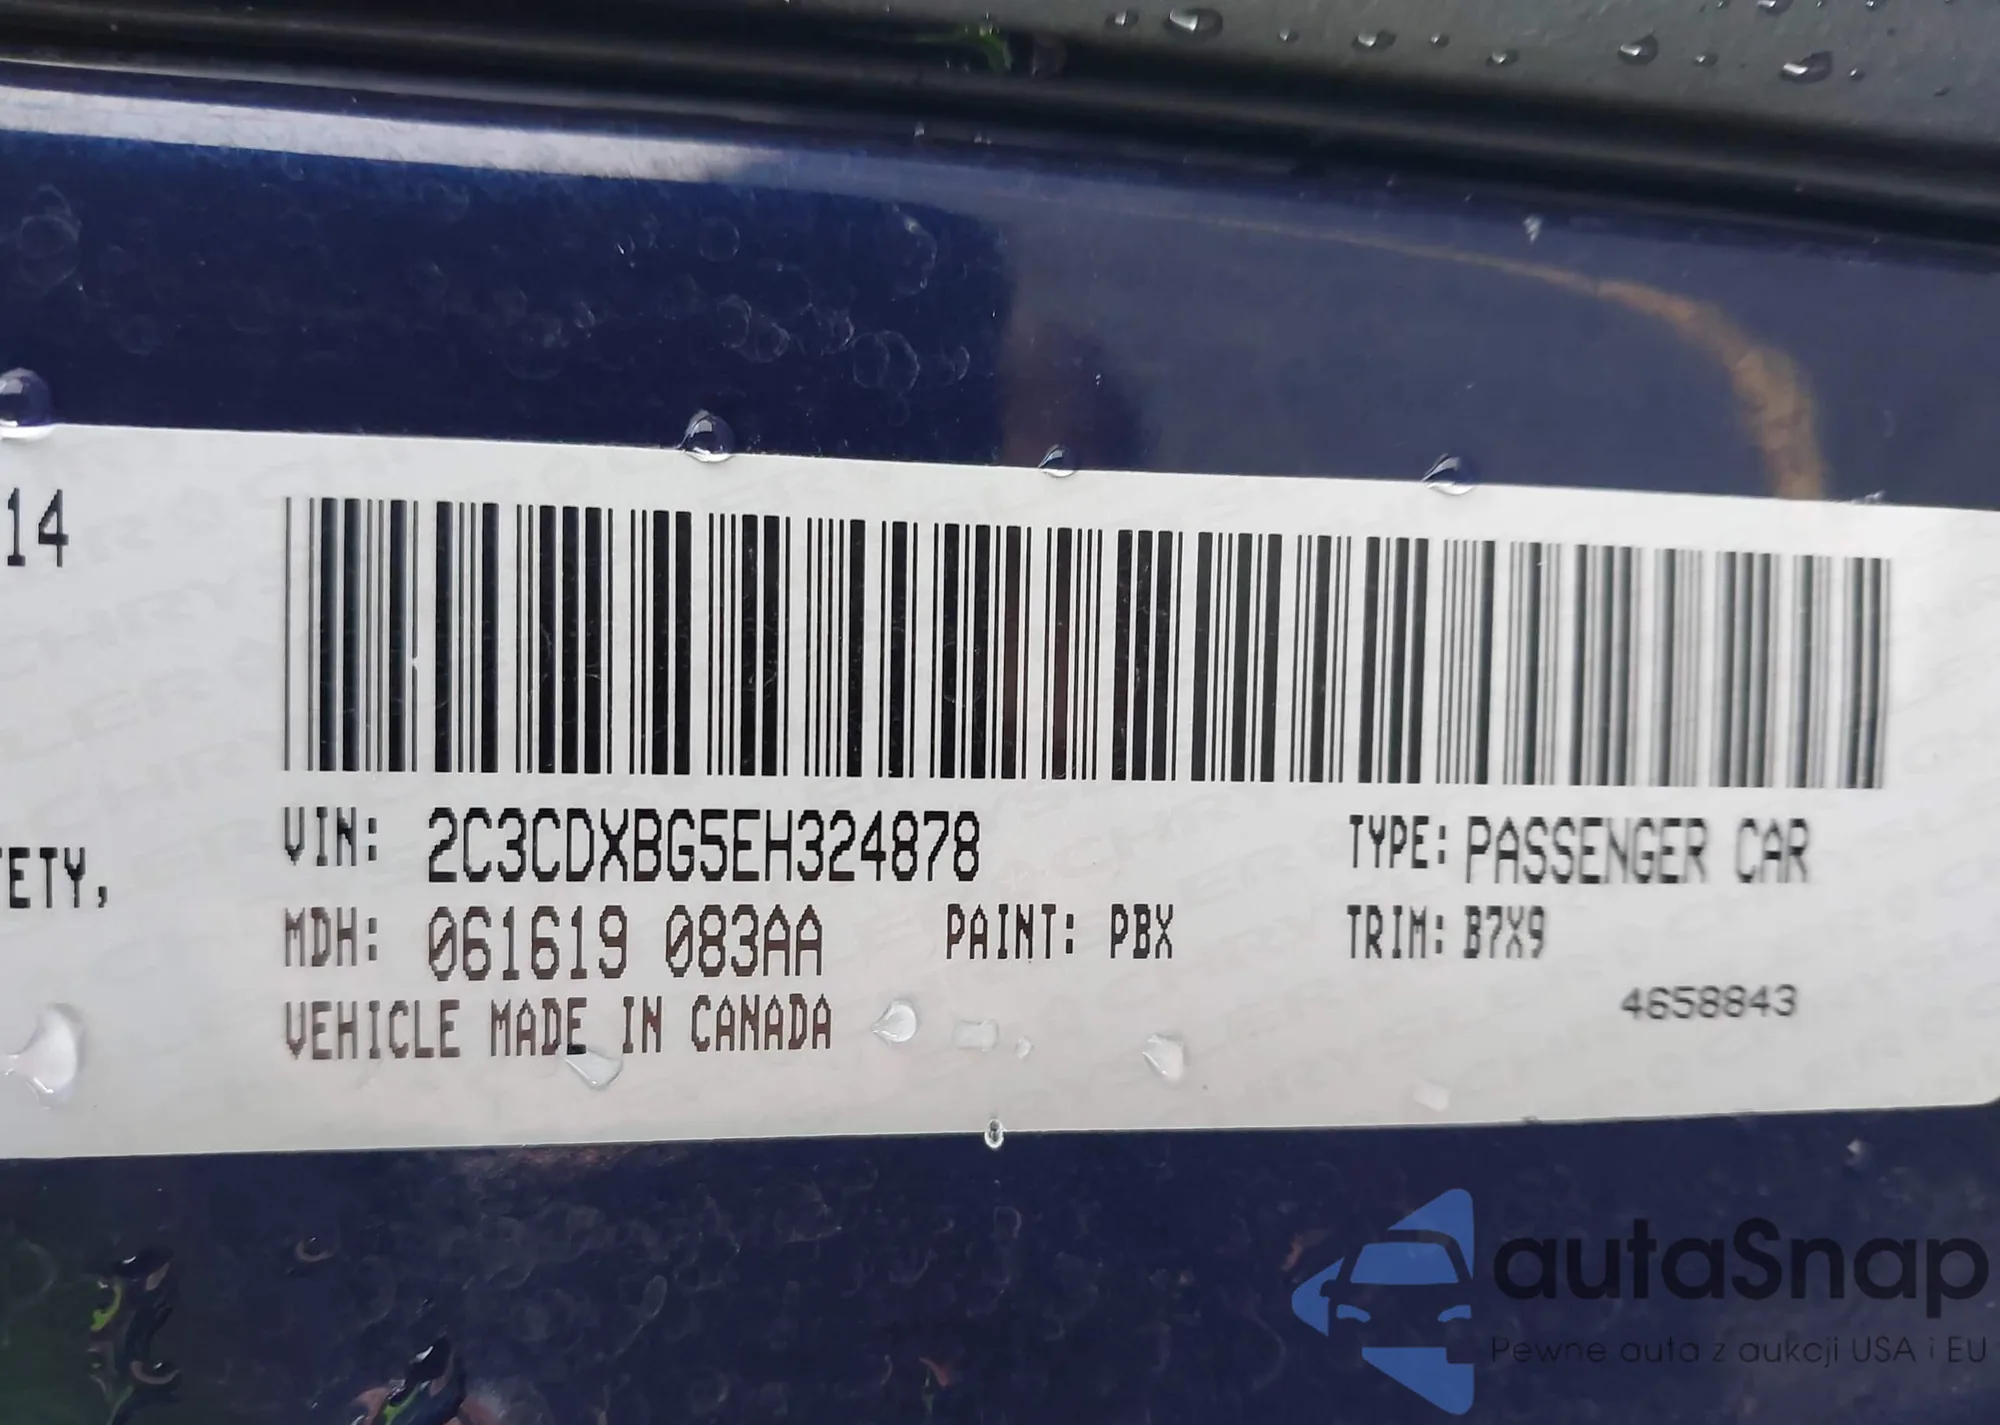 14
ETY,
VIN: 2C3CDXBG5EH324878
TYPE: PASSENGER CAR
MDH: 061619 083AA
PAINT: PBX
TRIM: B7X9
VEHICLE MADE IN CANADA
4658843
autaSnap
Pewne auta z aukcji USA i EU